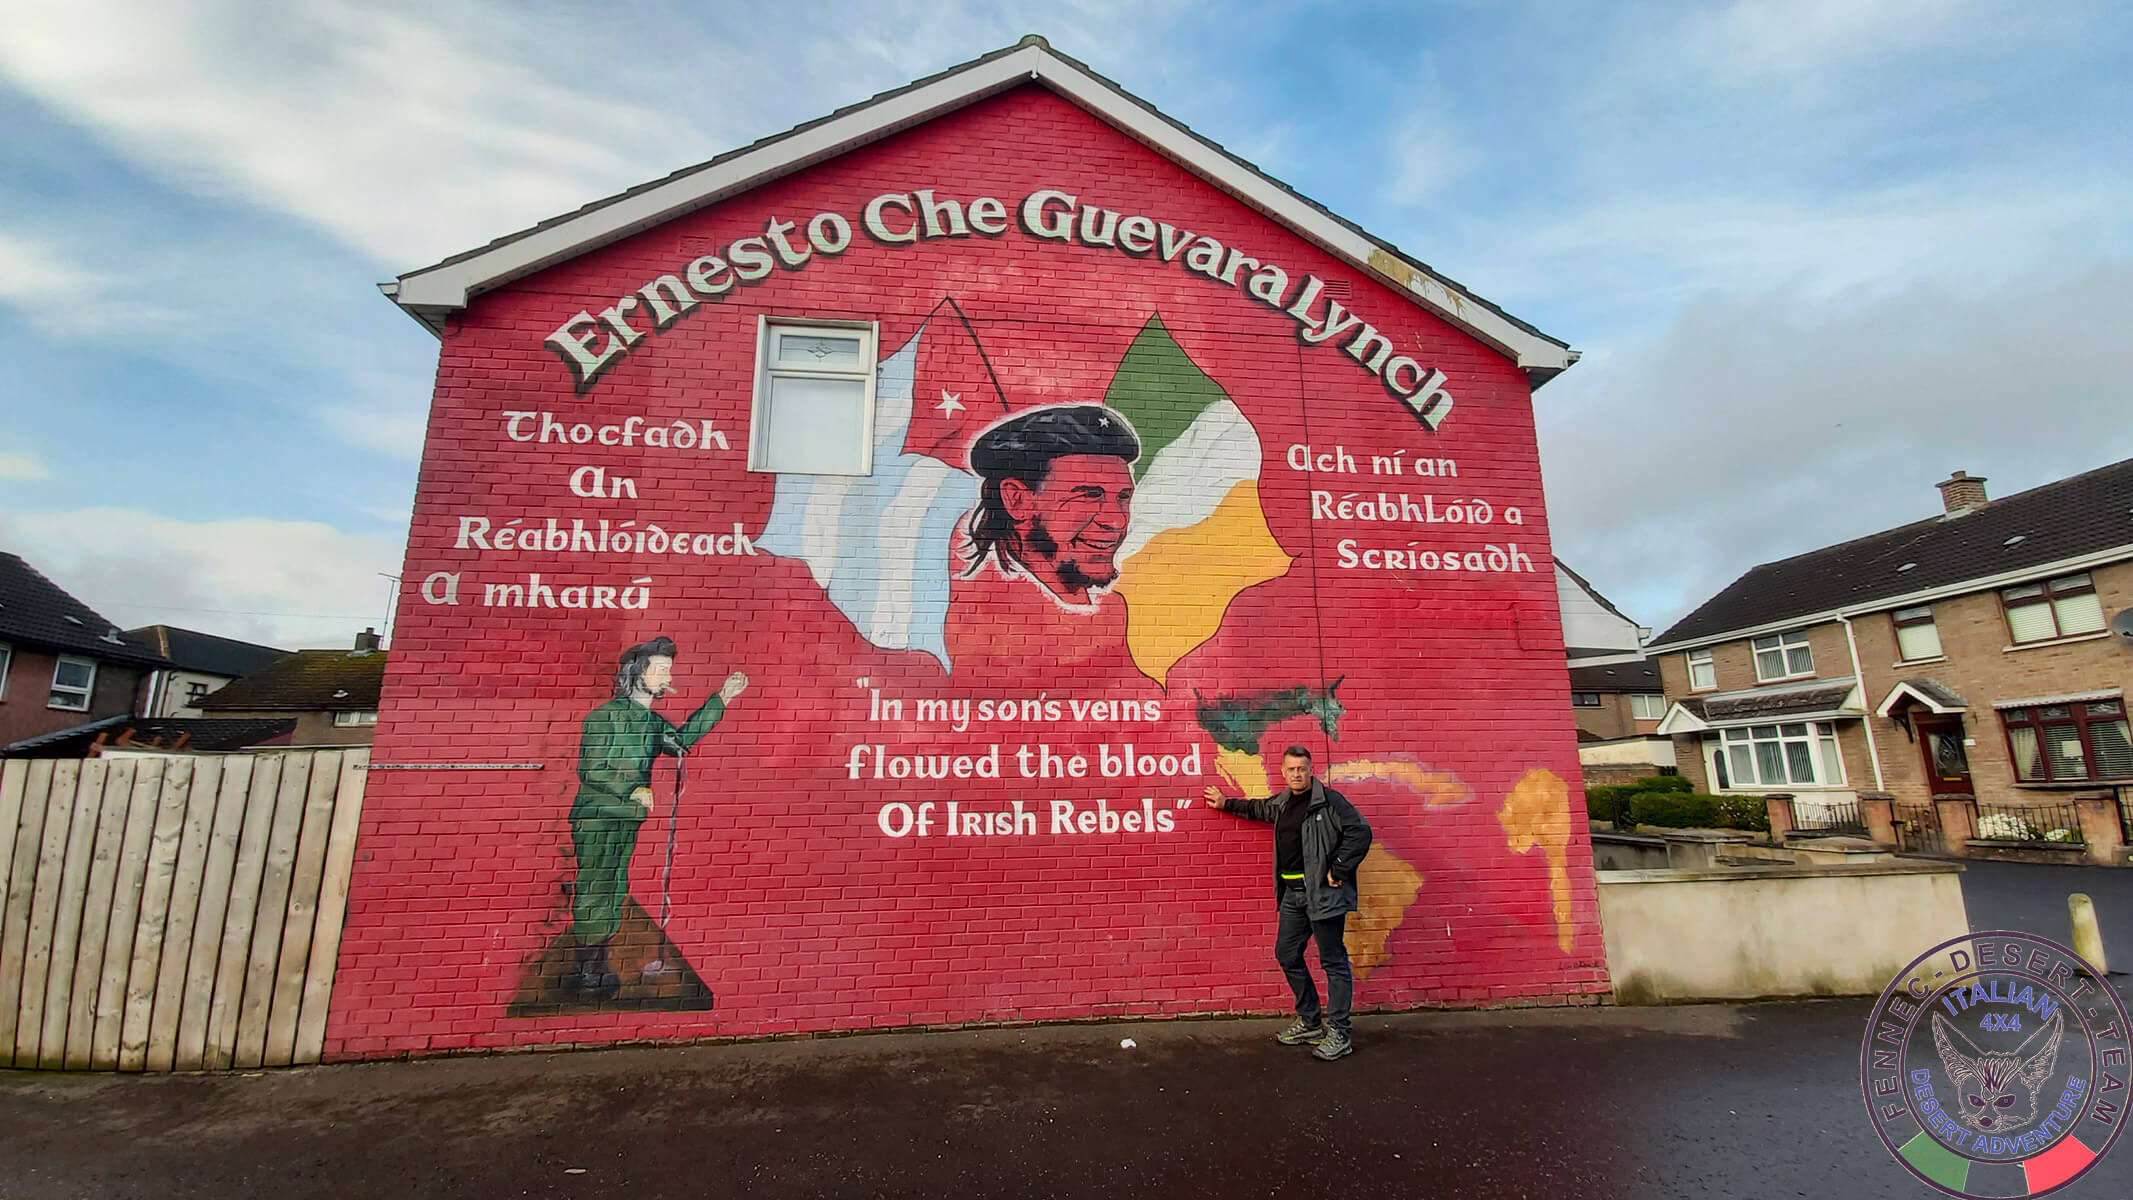 Ernesto Che Guevara Lynch
Thocfadh
An
Réabhlóideach
A mharú
Ach ní an
Réabhlóid a
Scríosadh
"In my son's veins
flowed the blood
Of Irish Rebels"
FENNEC-DESERT-TEAM
ITALIAN
4X4
DESERT ADVENTURE